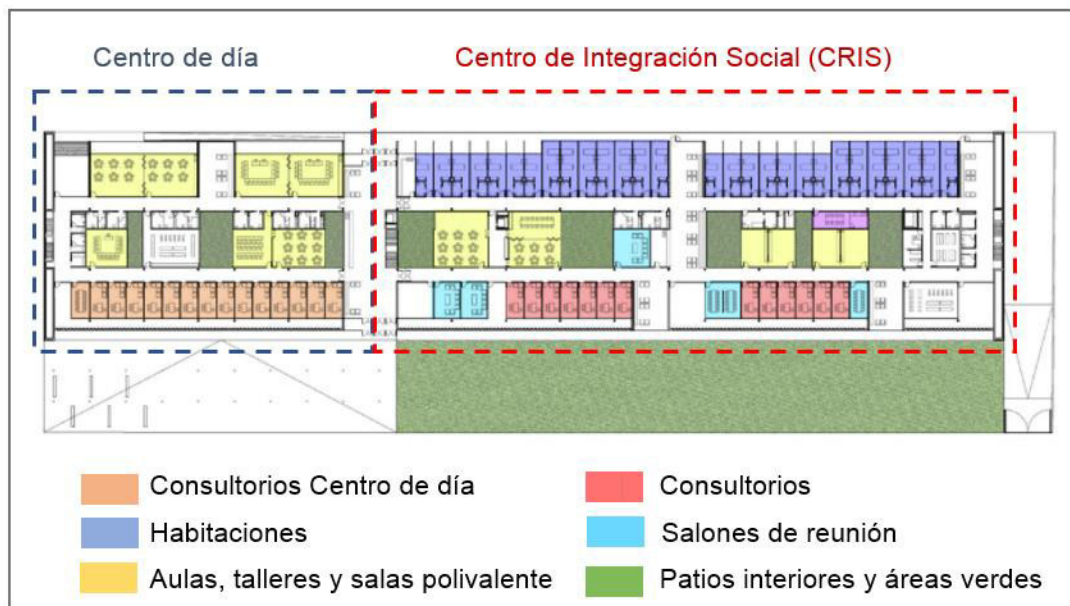 Centro de día
Centro de Integración Social (CRIS)
Consultorios Centro de día
Consultorios
Habitaciones
Salones de reunión
Aulas, talleres y salas polivalente
Patios interiores y áreas verdes